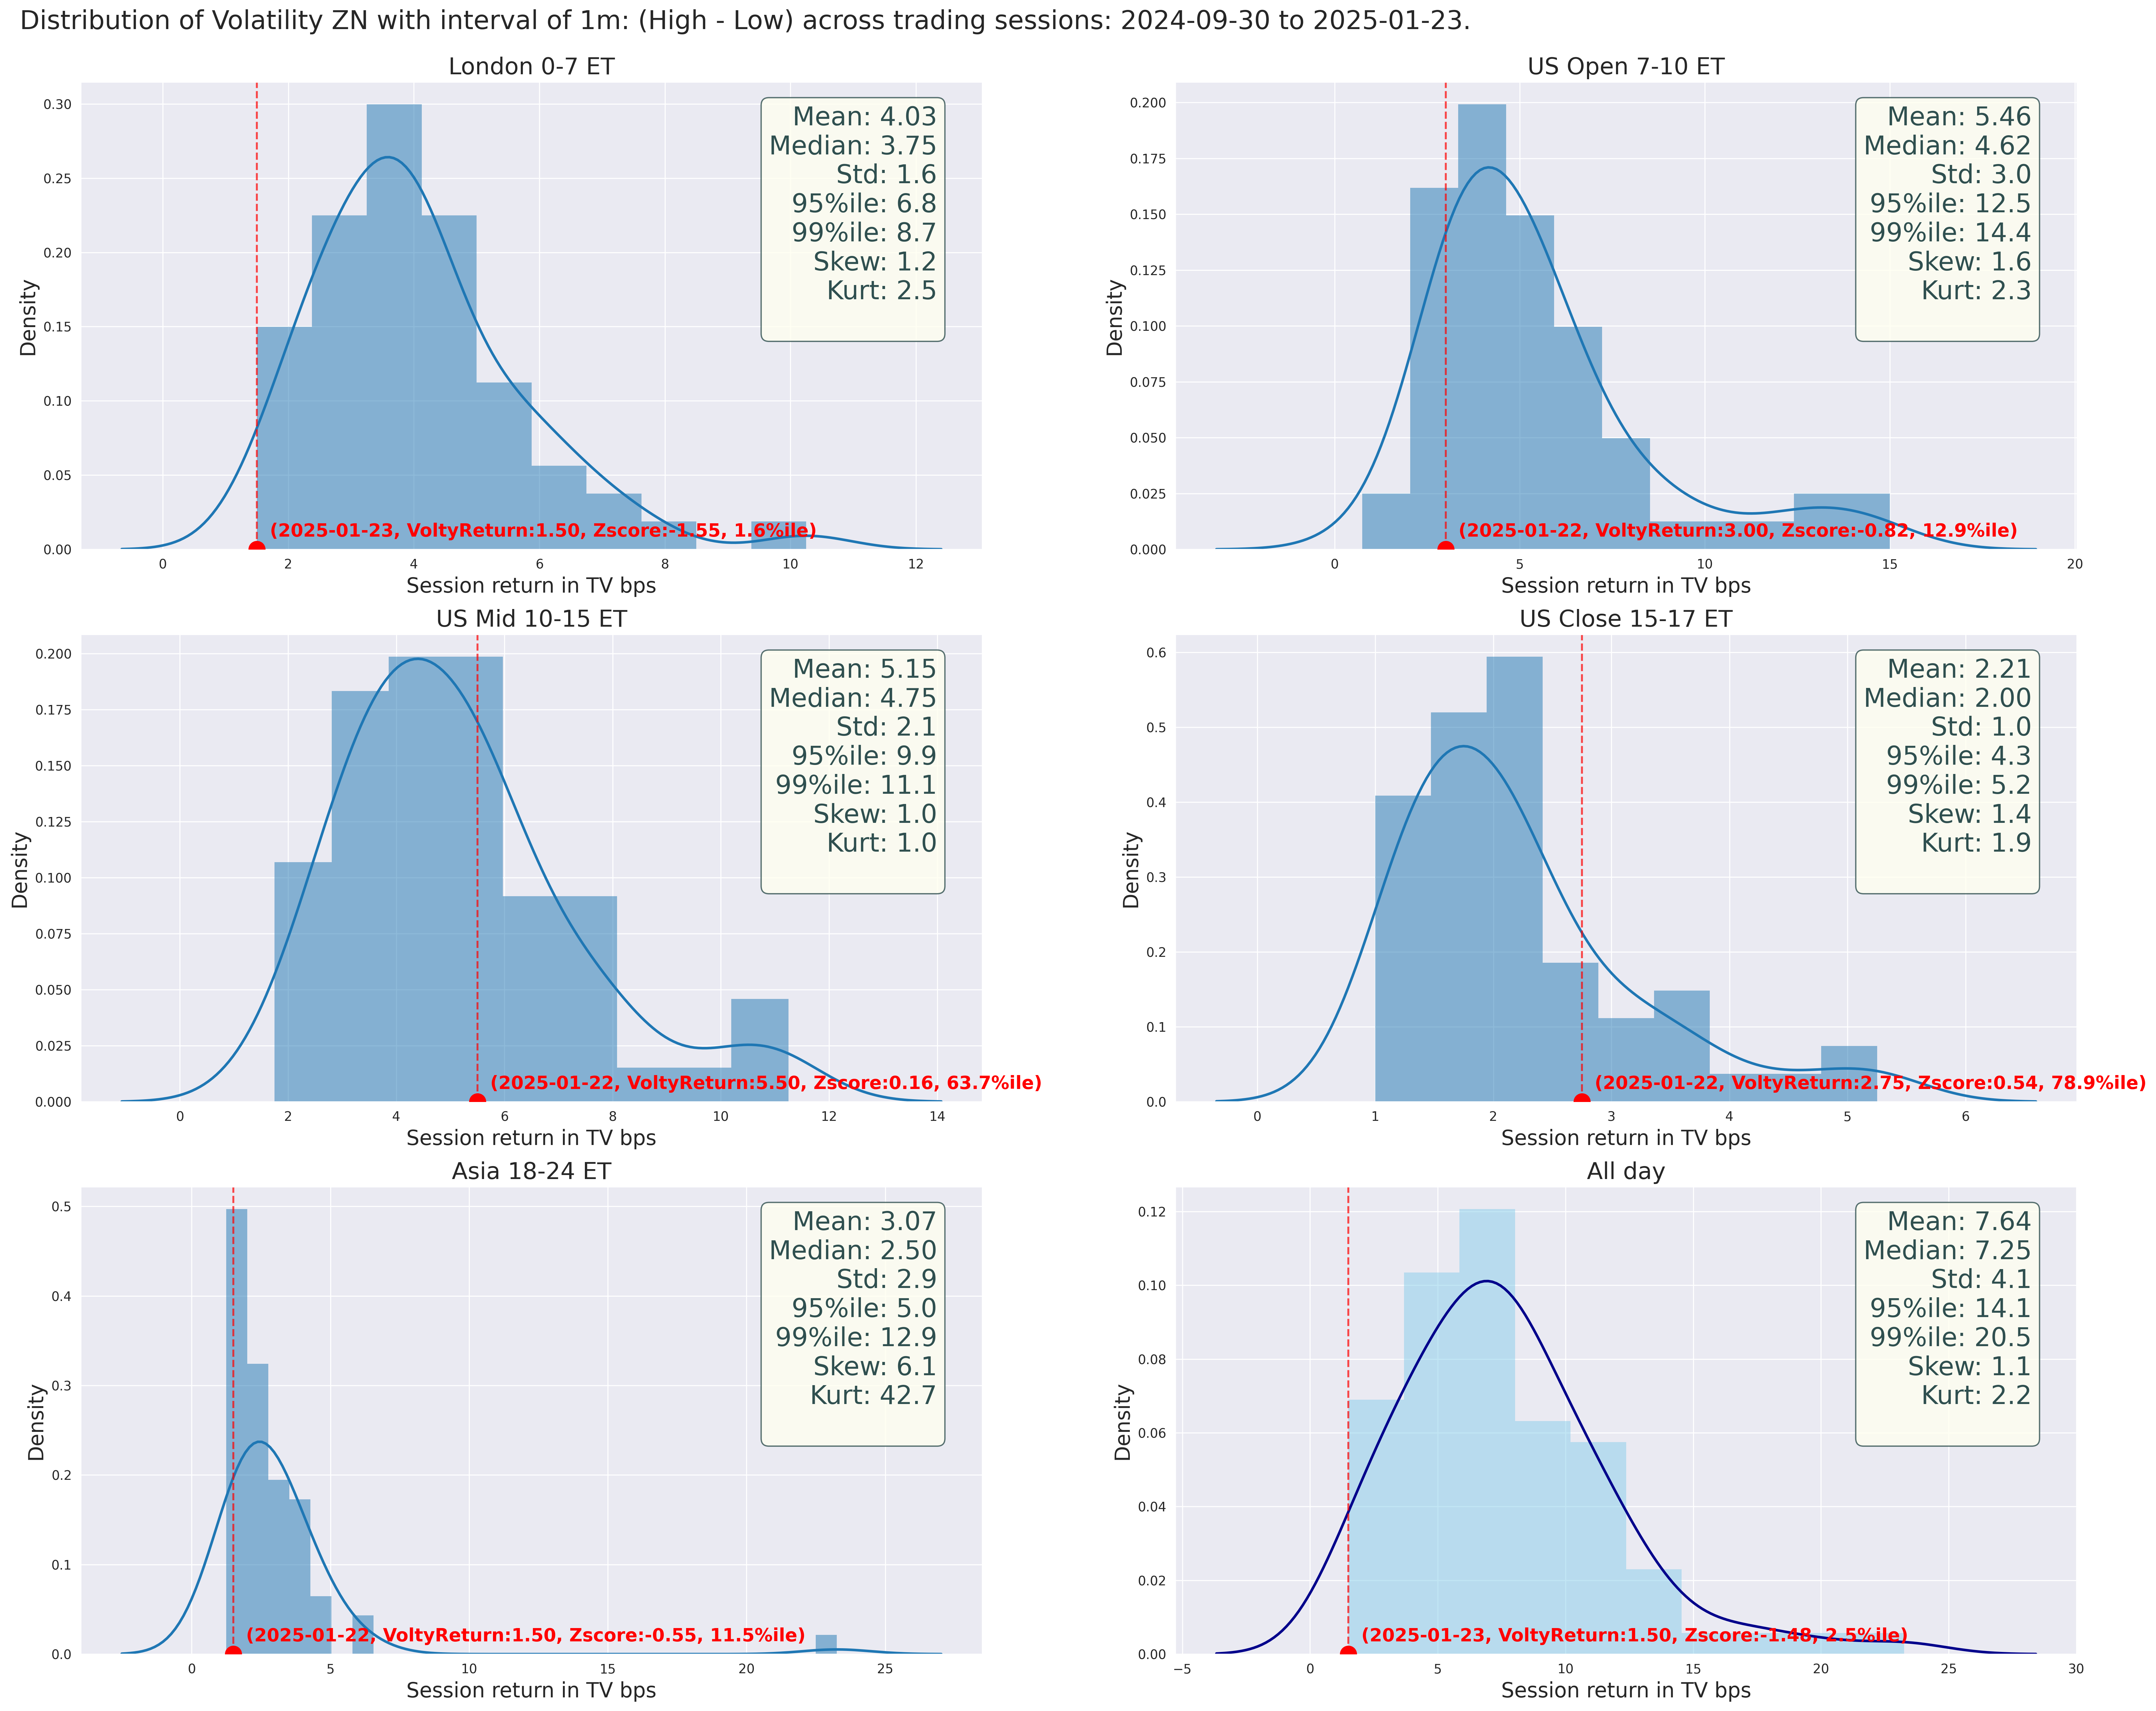 Distribution of Volatility ZN with interval of 1m: (High - Low) across trading sessions: 2024-09-30 to 2025-01-23.
London 0-7 ET
Density
0.30
0.25
0.20
0.15
0.10
0.05
0.00
Mean: 4.03
Median: 3.75
Std: 1.6
95%ile: 6.8
99%ile: 8.7
Skew: 1.2
Kurt: 2.5
(2025-01-23, VoltyReturn:1.50, Zscore:-1.55, 1.6%ile)
0 2 4 6 8 10 12
Session return in TV bps
US Open 7-10 ET
Density
0.200
0.175
0.150
0.125
0.100
0.075
0.050
0.025
0.000
Mean: 5.46
Median: 4.62
Std: 3.0
95%ile: 12.5
99%ile: 14.4
Skew: 1.6
Kurt: 2.3
(2025-01-22, VoltyReturn:3.00, Zscore:-0.82, 12.9%ile)
0 5 10 15 20
Session return in TV bps
US Mid 10-15 ET
Density
0.200
0.175
0.150
0.125
0.100
0.075
0.050
0.025
0.000
Mean: 5.15
Median: 4.75
Std: 2.1
95%ile: 9.9
99%ile: 11.1
Skew: 1.0
Kurt: 1.0
(2025-01-22, VoltyReturn:5.50, Zscore:0.16, 63.7%ile)
0 2 4 6 8 10 12 14
Session return in TV bps
US Close 15-17 ET
Density
0.6
0.5
0.4
0.3
0.2
0.1
0.0
Mean: 2.21
Median: 2.00
Std: 1.0
95%ile: 4.3
99%ile: 5.2
Skew: 1.4
Kurt: 1.9
(2025-01-22, VoltyReturn:2.75, Zscore:0.54, 78.9%ile)
0 1 2 3 4 5 6
Session return in TV bps
Asia 18-24 ET
Density
0.5
0.4
0.3
0.2
0.1
0.0
Mean: 3.07
Median: 2.50
Std: 2.9
95%ile: 5.0
99%ile: 12.9
Skew: 6.1
Kurt: 42.7
(2025-01-22, VoltyReturn:1.50, Zscore:-0.55, 11.5%ile)
0 5 10 15 20 25
Session return in TV bps
All day
Density
0.12
0.10
0.08
0.06
0.04
0.02
0.00
Mean: 7.64
Median: 7.25
Std: 4.1
95%ile: 14.1
99%ile: 20.5
Skew: 1.1
Kurt: 2.2
(2025-01-23, VoltyReturn:1.50, Zscore:-1.48, 2.5%ile)
−5 0 5 10 15 20 25 30
Session return in TV bps